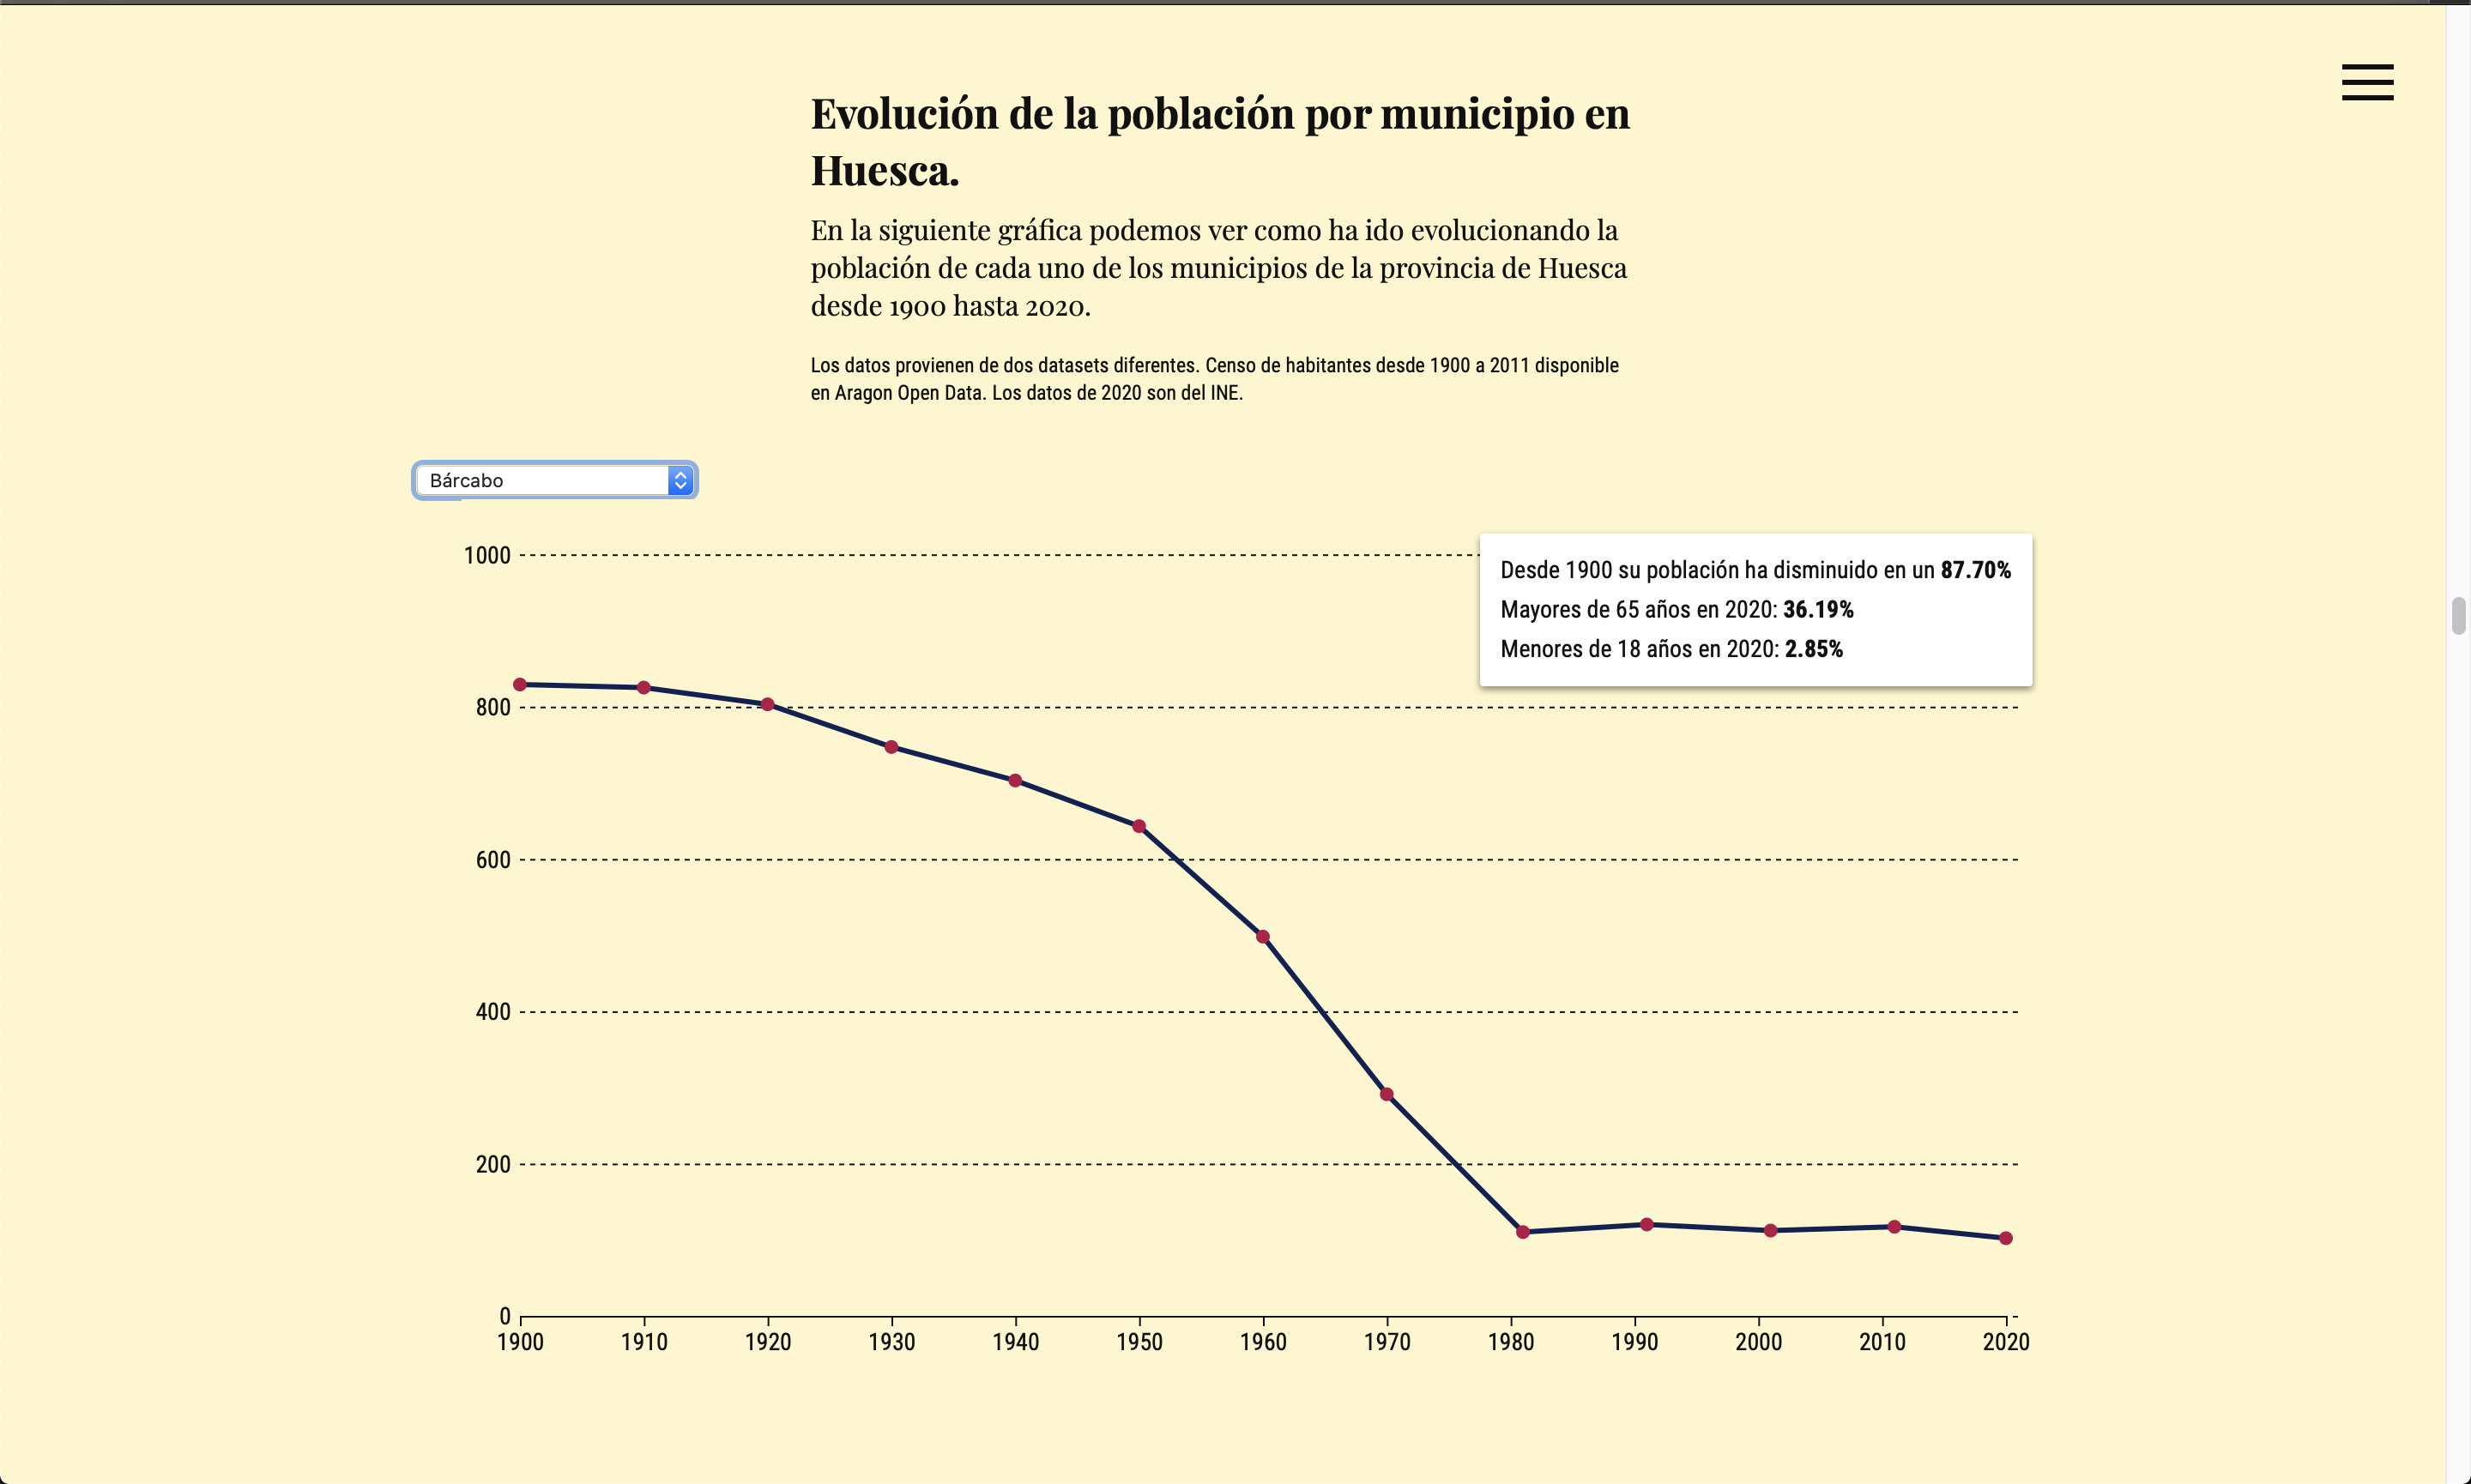 Evolución de la población por municipio en
Huesca.
En la siguiente gráfica podemos ver como ha ido evolucionando la
población de cada uno de los municipios de la provincia de Huesca
desde 1900 hasta 2020.
Los datos provienen de dos datasets diferentes. Censo de habitantes desde 1900 a 2011 disponible
en Aragon Open Data. Los datos de 2020 son del INE.
Bárcabo
Desde 1900 su población ha disminuido en un 87.70%
Mayores de 65 años en 2020: 36.19%
Menores de 18 años en 2020: 2.85%
1000
800
600
400
200
0
1900 1910 1920 1930 1940 1950 1960 1970 1980 1990 2000 2010 2020